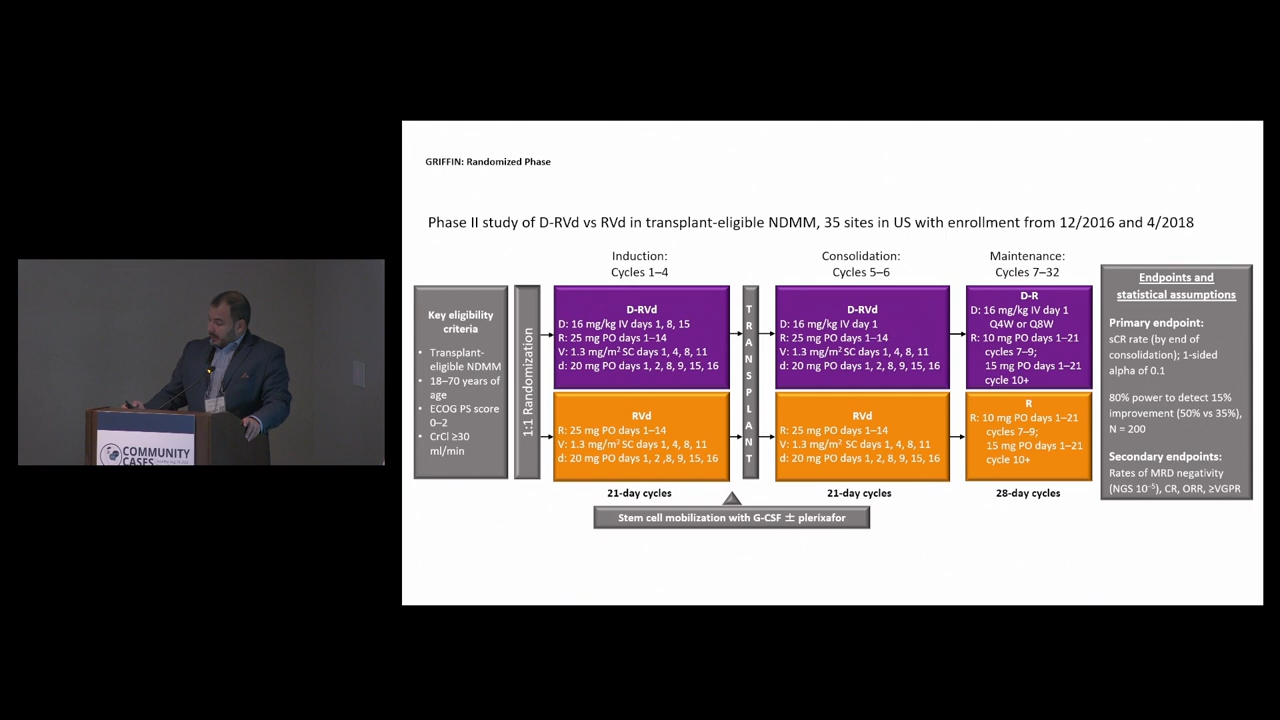 GRIFFIN: Randomized Phase
Phase II study of D-RVd vs RVd in transplant-eligible NDMM, 35 sites in US with enrollment from 12/2016 and 4/2018
Key eligibility
criteria
• Transplant-
eligible NDMM
• 18–70 years of
age
• ECOG PS score
0–2
• CrCl ≥30
ml/min
1:1 Randomization
Induction:
Cycles 1–4
D-RVd
D: 16 mg/kg IV days 1, 8, 15
R: 25 mg PO days 1–14
V: 1.3 mg/m² SC days 1, 4, 8, 11
d: 20 mg PO days 1, 2, 8, 9, 15, 16
RVd
R: 25 mg PO days 1–14
V: 1.3 mg/m² SC days 1, 4, 8, 11
d: 20 mg PO days 1, 2 ,8, 9, 15, 16
21-day cycles
TRANSPLANT
Stem cell mobilization with G-CSF ± plerixafor
Consolidation:
Cycles 5–6
D-RVd
D: 16 mg/kg IV day 1
R: 25 mg PO days 1–14
V: 1.3 mg/m² SC days 1, 4, 8, 11
d: 20 mg PO days 1, 2, 8, 9, 15, 16
RVd
R: 25 mg PO days 1–14
V: 1.3 mg/m² SC days 1, 4, 8, 11
d: 20 mg PO days 1, 2, 8, 9, 15, 16
21-day cycles
Maintenance:
Cycles 7–32
D-R
D: 16 mg/kg IV day 1
Q4W or Q8W
R: 10 mg PO days 1–21
cycles 7–9;
15 mg PO days 1–21
cycle 10+
R
R: 10 mg PO days 1–21
cycles 7–9;
15 mg PO days 1–21
cycle 10+
28-day cycles
Endpoints and
statistical assumptions
Primary endpoint:
sCR rate (by end of
consolidation); 1-sided
alpha of 0.1
80% power to detect 15%
improvement (50% vs 35%),
N = 200
Secondary endpoints:
Rates of MRD negativity
(NGS 10⁻⁵), CR, ORR, ≥VGPR
COMMUNITY
CASES